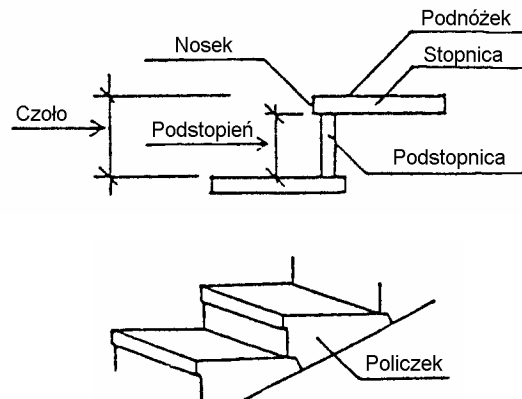 Podnóżek
Nosek
Stopnica
Czoło
Podstopień
Podstopnica
Policzek